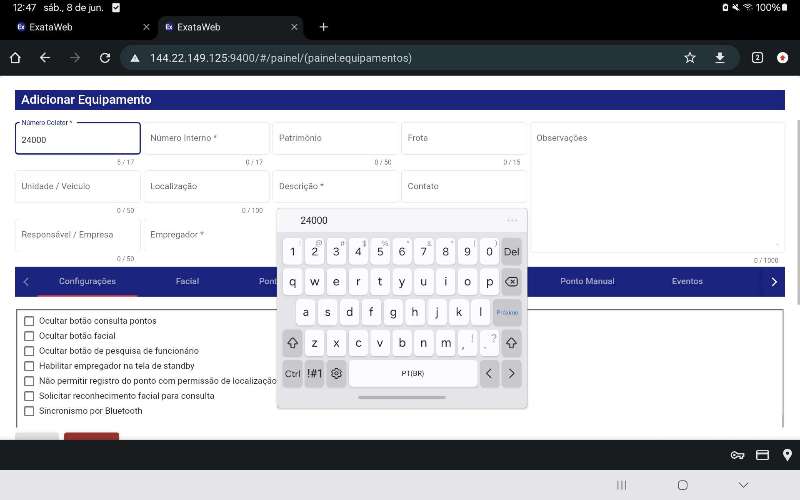 12:47 sáb., 8 de jun.
100%
ExataWeb
ExataWeb
144.22.149.125:9400/#/painel/(painel:equipamentos)
2
Adicionar Equipamento
Número Coletor *
24000
5 / 17
Número Interno *
0 / 17
Patrimônio
0 / 50
Frota
0 / 15
Observações
0 / 1000
Unidade / Veículo
0 / 50
Localização
0 / 100
Descrição *
Contato
Responsável / Empresa
0 / 50
Empregador *
Configurações Facial Pont Ponto Manual Eventos
Ocultar botão consulta pontos
Ocultar botão facial
Ocultar botão de pesquisa de funcionário
Habilitar empregador na tela de standby
Não permitir registro do ponto com permissão de localização
Solicitar reconhecimento facial para consulta
Sincronismo por Bluetooth
24000
1 2 3 4 5 6 7 8 9 0 Del
q w e r t y u i o p
a s d f g h j k l Próximo
z x c v b n m , ! . ?
Ctrl !#1 PT(BR) < >